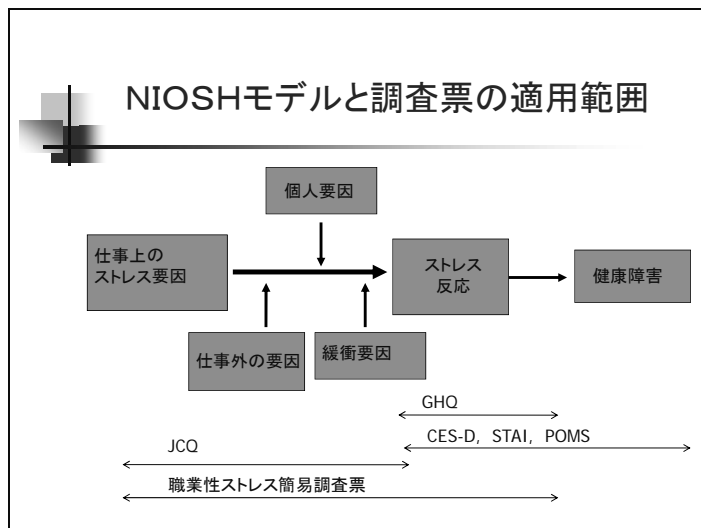 NIOSHモデルと調査票の適用範囲
個人要因
仕事上の
ストレス要因
ストレス
反応
健康障害
仕事外の要因
緩衝要因
GHQ
CES-D, STAI, POMS
JCQ
職業性ストレス簡易調査票